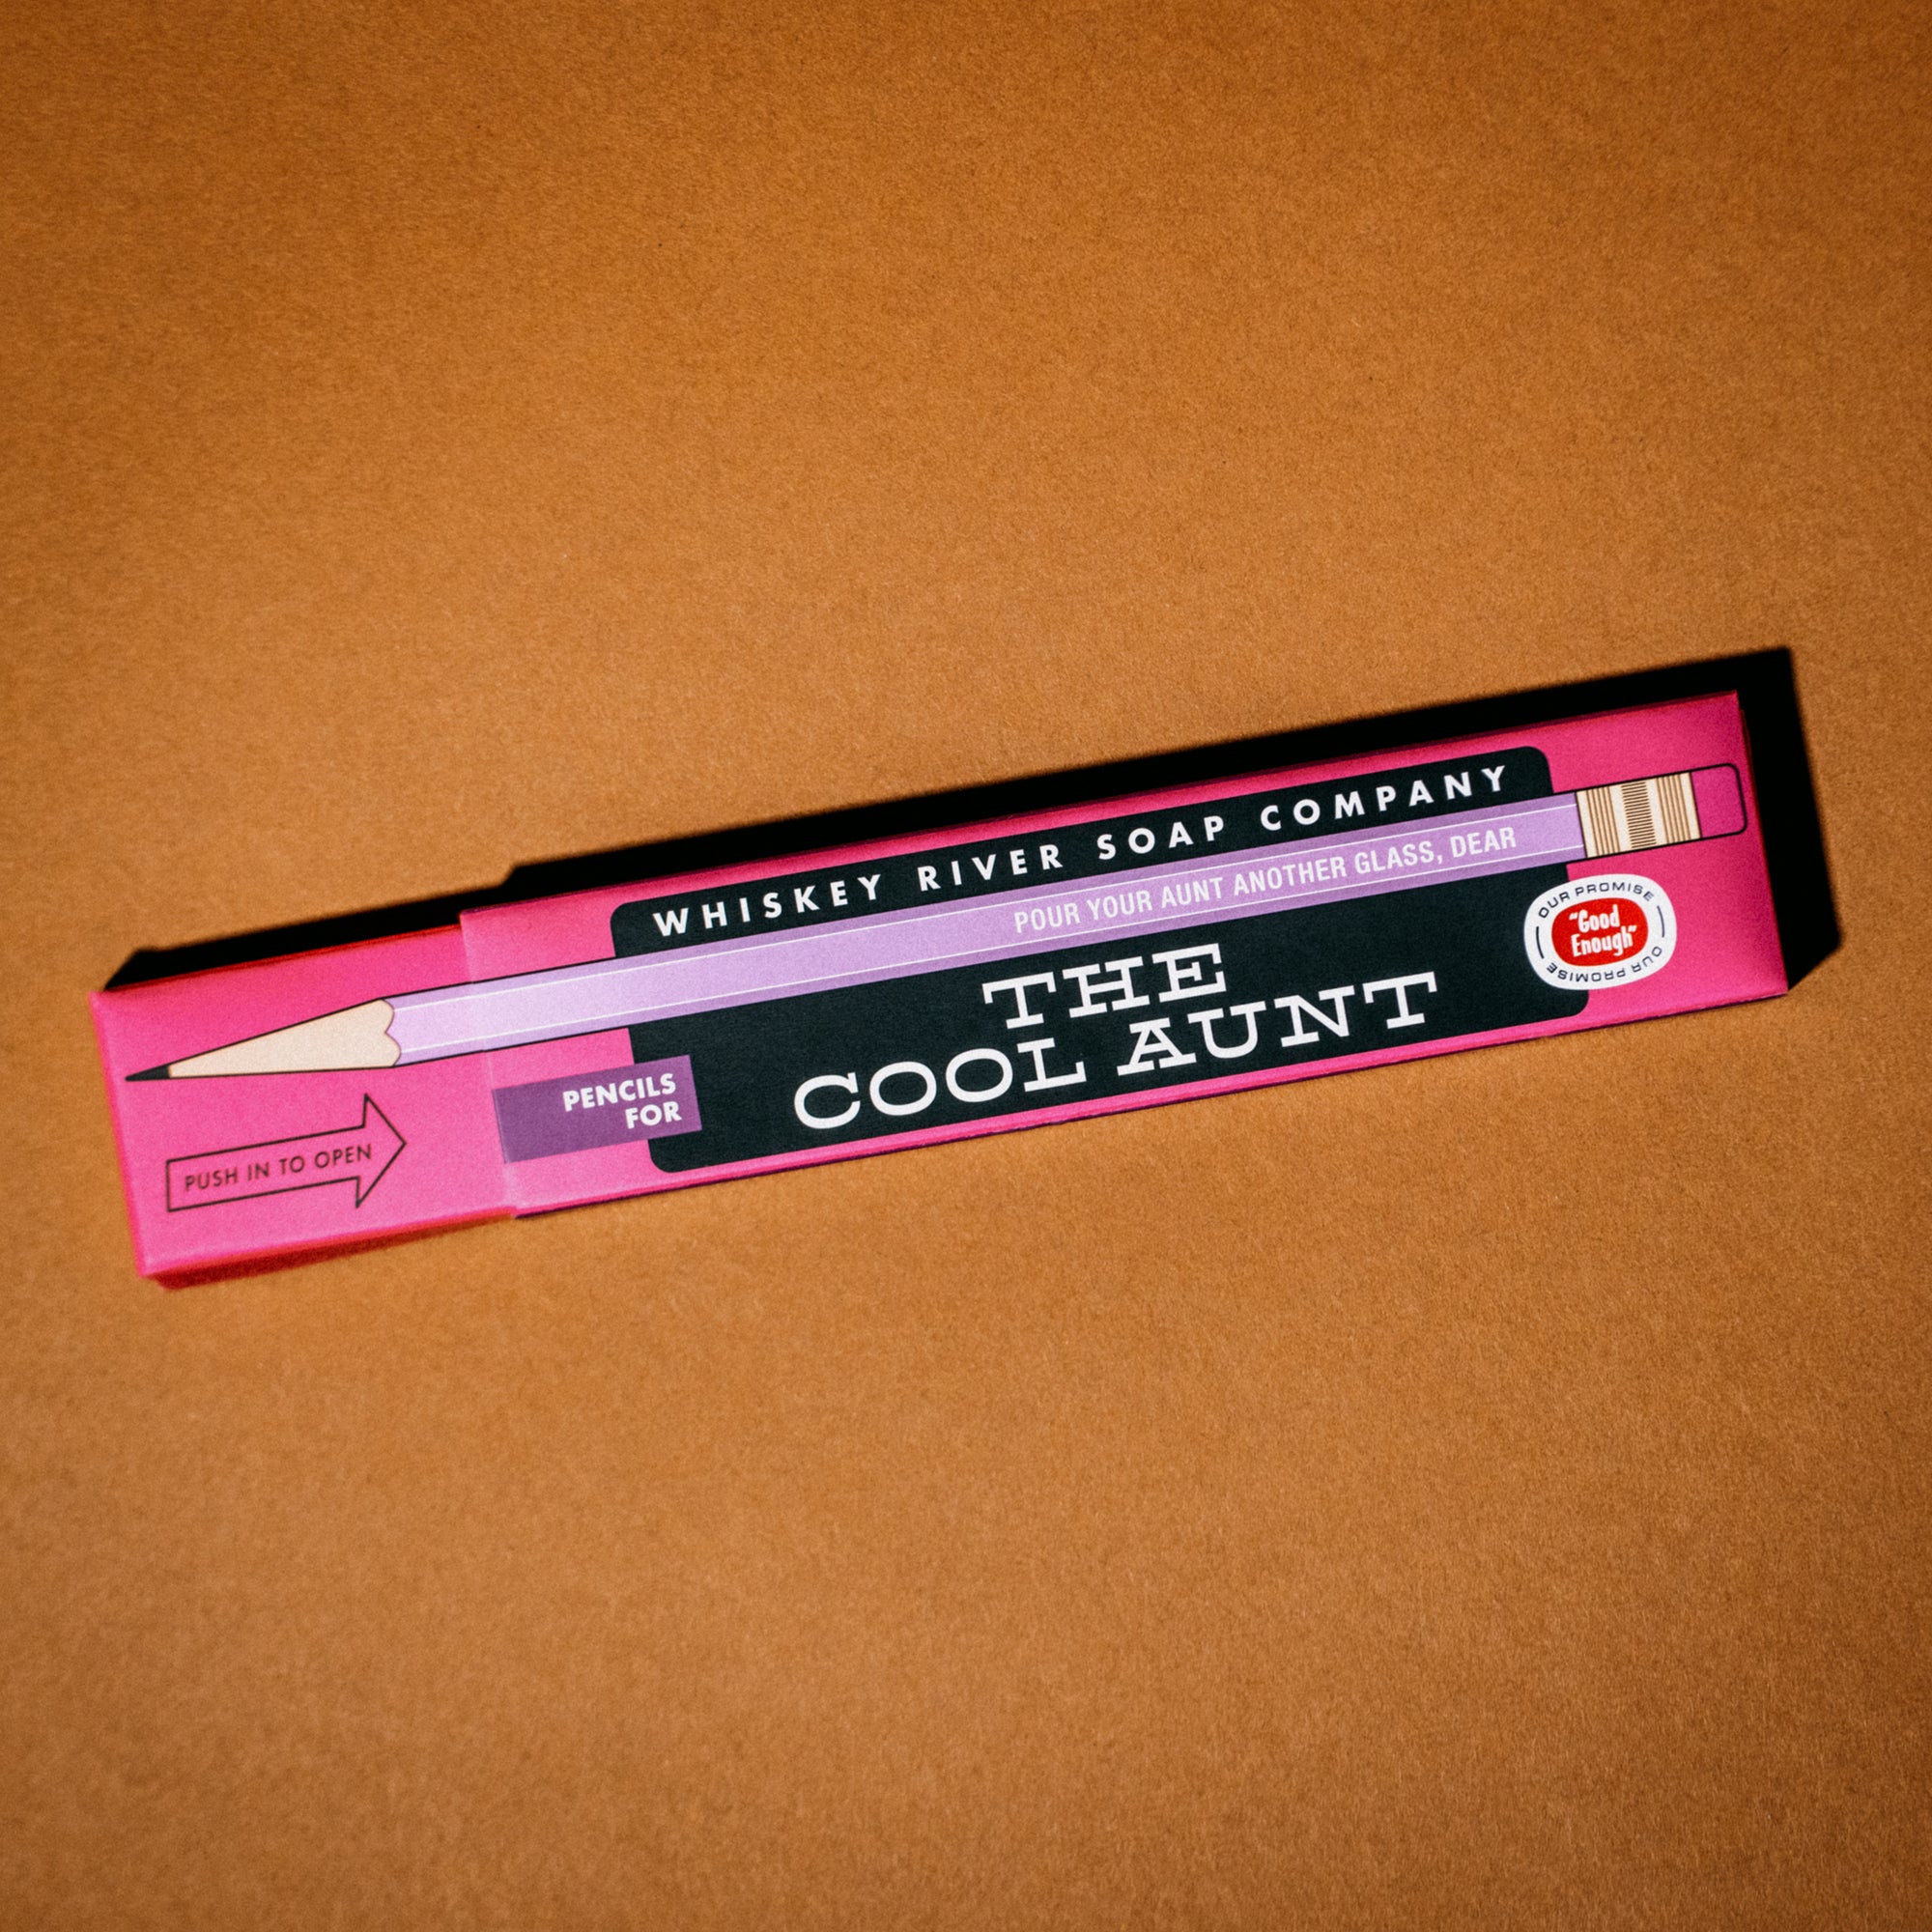 WHISKEY RIVER SOAP COMPANY
POUR YOUR AUNT ANOTHER GLASS, DEAR
THE
COOL AUNT
PENCILS
FOR
PUSH IN TO OPEN
OUR PROMISE
"Good
Enough"
OUR PROMISE